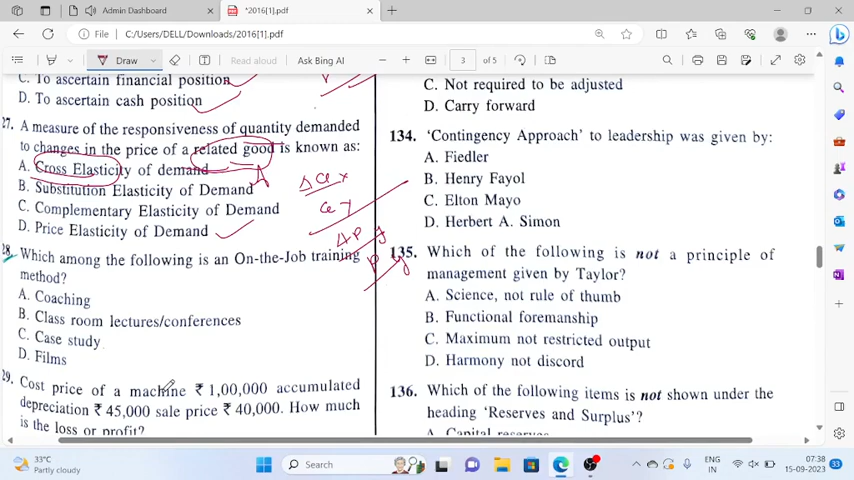 Admin Dashboard
*2016[1].pdf
File
C:/Users/DELL/Downloads/2016[1].pdf
Draw
Read aloud
Ask Bing AI
3
of 5
C. To ascertain financial position
D. To ascertain cash position
27. A measure of the responsiveness of quantity demanded
to changes in the price of a related good is known as:
A. Cross Elasticity of demand
B. Substitution Elasticity of Demand
C. Complementary Elasticity of Demand
D. Price Elasticity of Demand
28. Which among the following is an On-the-Job training
method?
A. Coaching
B. Class room lectures/conferences
C. Case study
D. Films
29. Cost price of a machine ₹ 1,00,000 accumulated
depreciation ₹ 45,000 sale price ₹ 40,000. How much
is the loss or profit?
C. Not required to be adjusted
D. Carry forward
134. ‘Contingency Approach’ to leadership was given by:
A. Fiedler
B. Henry Fayol
C. Elton Mayo
D. Herbert A. Simon
135. Which of the following is not a principle of
management given by Taylor?
A. Science, not rule of thumb
B. Functional foremanship
C. Maximum not restricted output
D. Harmony not discord
136. Which of the following items is not shown under the
heading ‘Reserves and Surplus’?
A. Capital reserves
33°C
Partly cloudy
Search
ENG
IN
07:38
15-09-2023
33